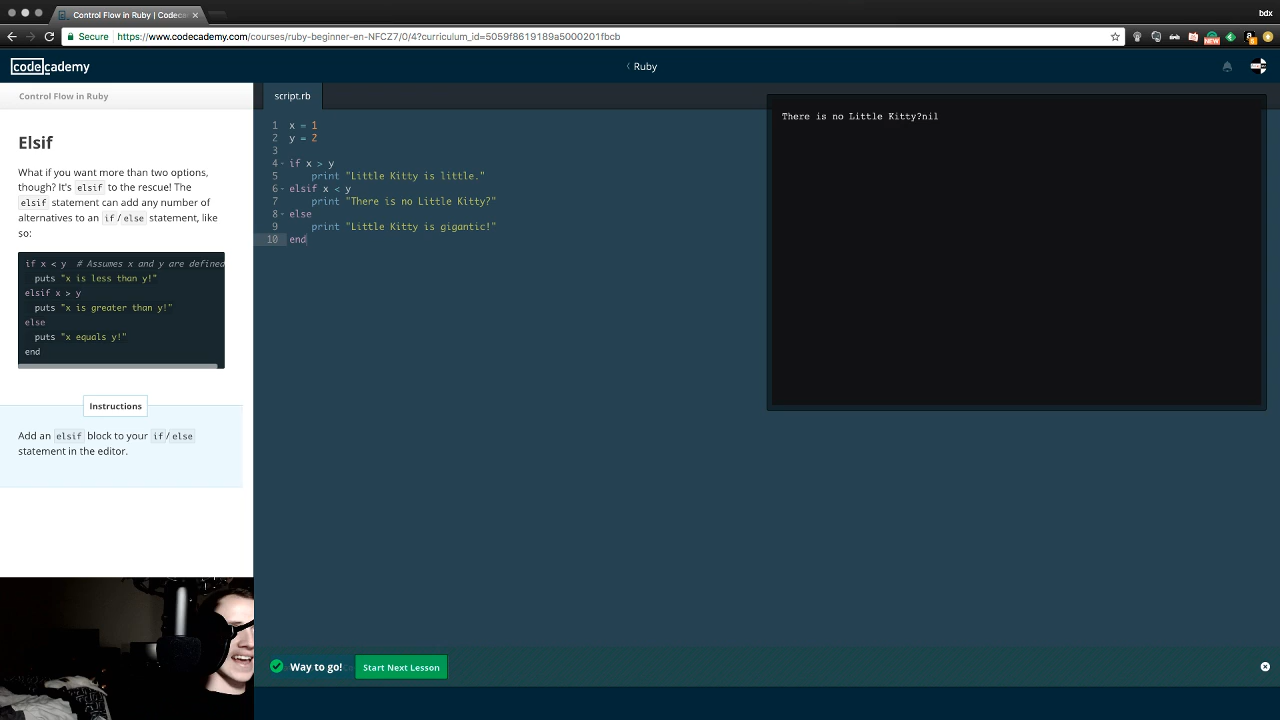 Control Flow in Ruby | Codec
bdx
Secure
https://www.codecademy.com/courses/ruby-beginner-en-NFCZ7/0/4?curriculum_id=5059f8619189a5000201fbcb
NEW
codecademy
Ruby
Control Flow in Ruby
Elsif
What if you want more than two options,
though? It's elsif to the rescue! The
elsif statement can add any number of
alternatives to an if/else statement, like
so:
if x < y  # Assumes x and y are defined
  puts "x is less than y!"
elsif x > y
  puts "x is greater than y!"
else
  puts "x equals y!"
end
Instructions
Add an elsif block to your if/else
statement in the editor.
script.rb
1 x = 1
2 y = 2
3
4 if x > y
5     print "Little Kitty is little."
6 elsif x < y
7     print "There is no Little Kitty?"
8 else
9     print "Little Kitty is gigantic!"
10 end
There is no Little Kitty?nil
Way to go!
Start Next Lesson